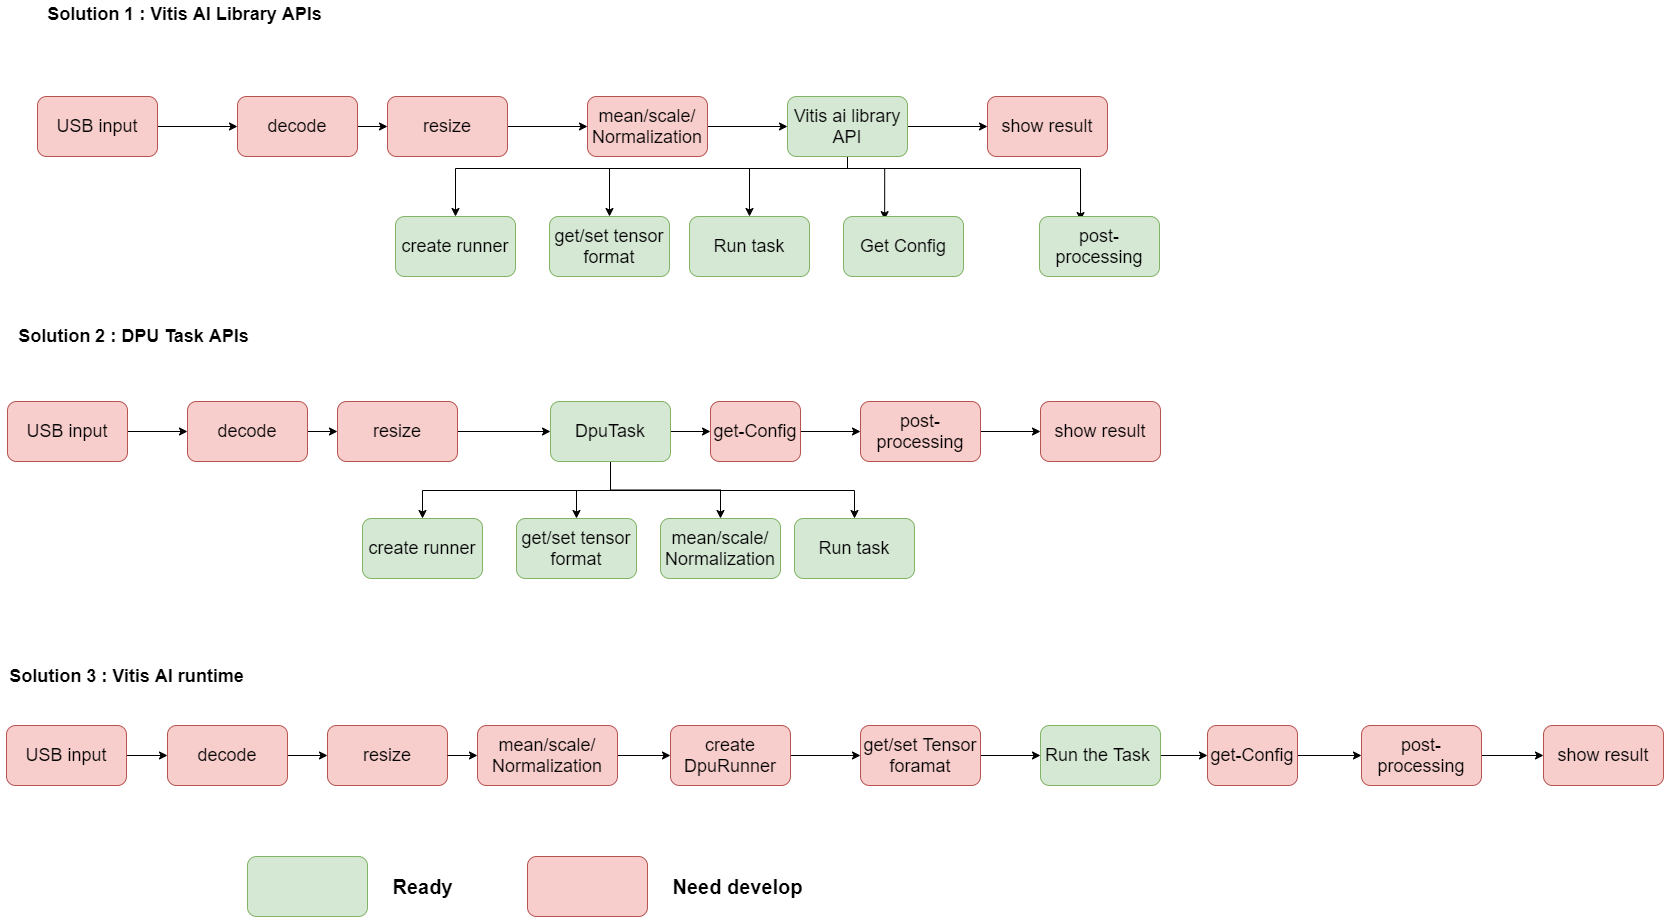 Solution 1 : Vitis AI Library APIs
USB input
decode
resize
mean/scale/
Normalization
Vitis ai library
API
show result
create runner
get/set tensor
format
Run task
Get Config
post-
processing
Solution 2 : DPU Task APIs
USB input
decode
resize
DpuTask
get-Config
post-
processing
show result
create runner
get/set tensor
format
mean/scale/
Normalization
Run task
Solution 3 : Vitis AI runtime
USB input
decode
resize
mean/scale/
Normalization
create
DpuRunner
get/set Tensor
foramat
Run the Task
get-Config
post-
processing
show result
Ready
Need develop